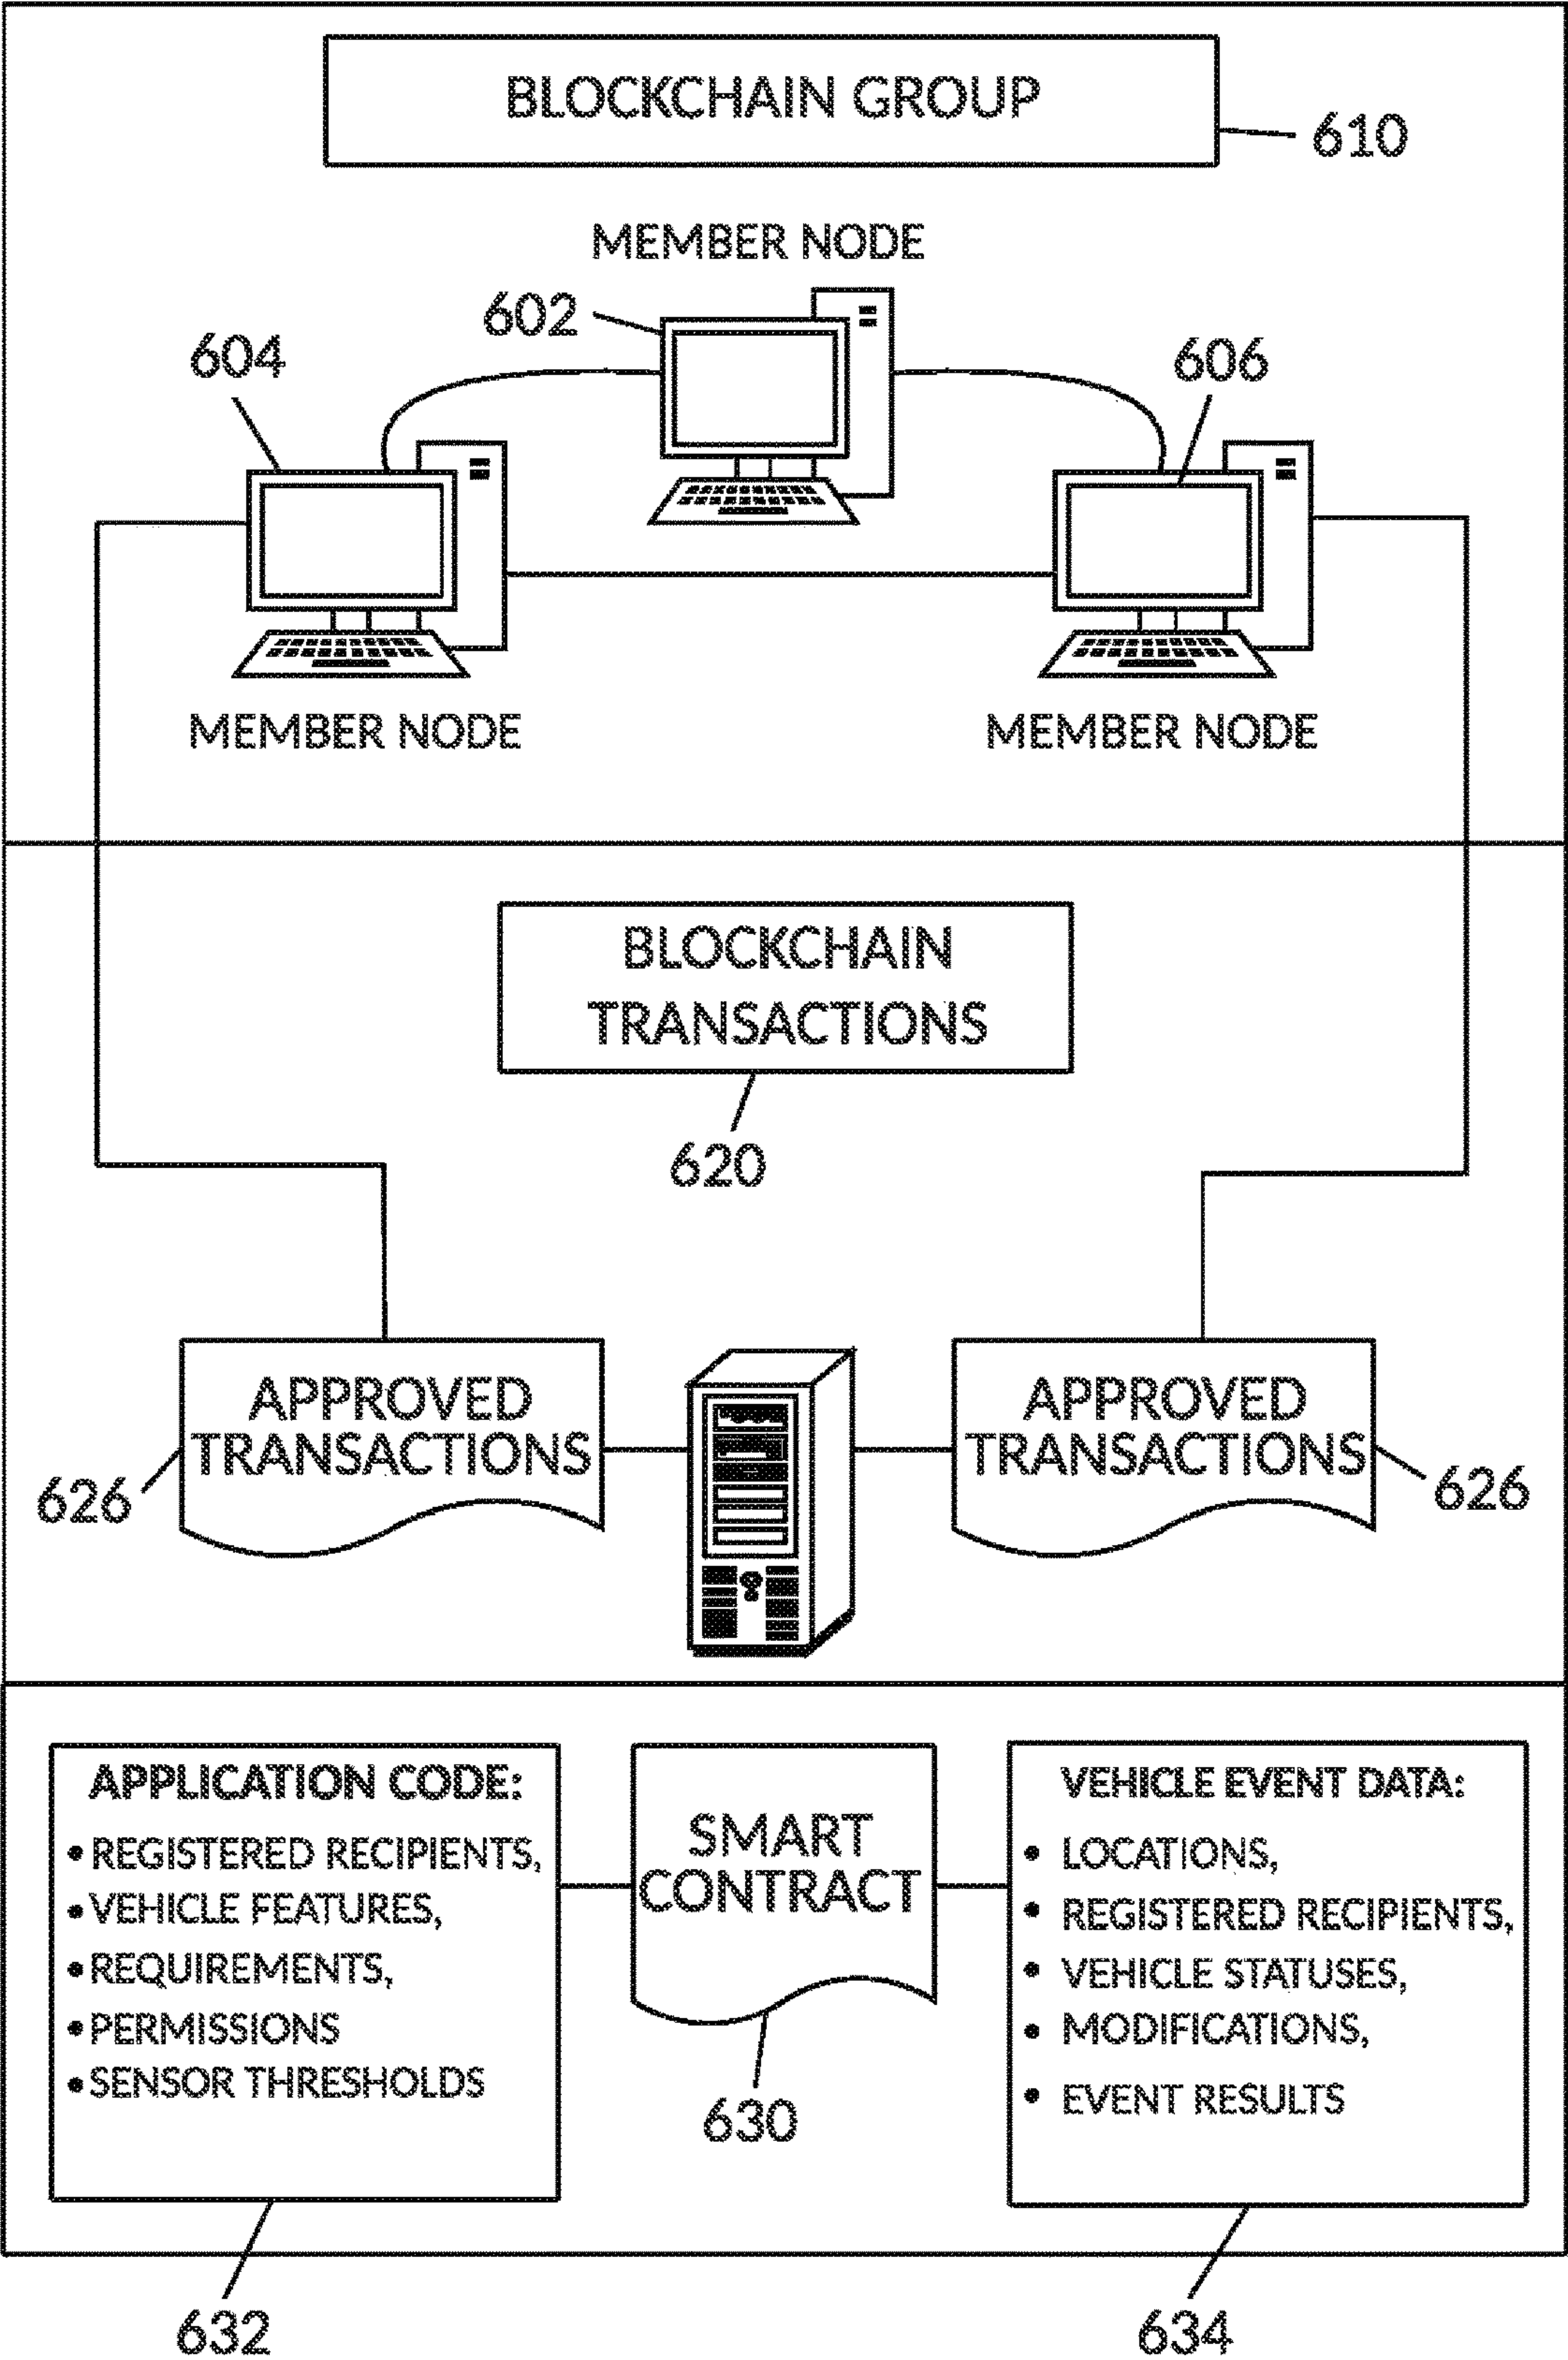 BLOCKCHAIN GROUP
610
MEMBER NODE
602
604
606
MEMBER NODE
MEMBER NODE
BLOCKCHAIN
TRANSACTIONS
620
APPROVED
TRANSACTIONS
626
APPROVED
TRANSACTIONS
626
APPLICATION CODE:
• REGISTERED RECIPIENTS,
• VEHICLE FEATURES,
• REQUIREMENTS,
• PERMISSIONS
• SENSOR THRESHOLDS
SMART
CONTRACT
630
VEHICLE EVENT DATA:
• LOCATIONS,
• REGISTERED RECIPIENTS,
• VEHICLE STATUSES,
• MODIFICATIONS,
• EVENT RESULTS
632
634